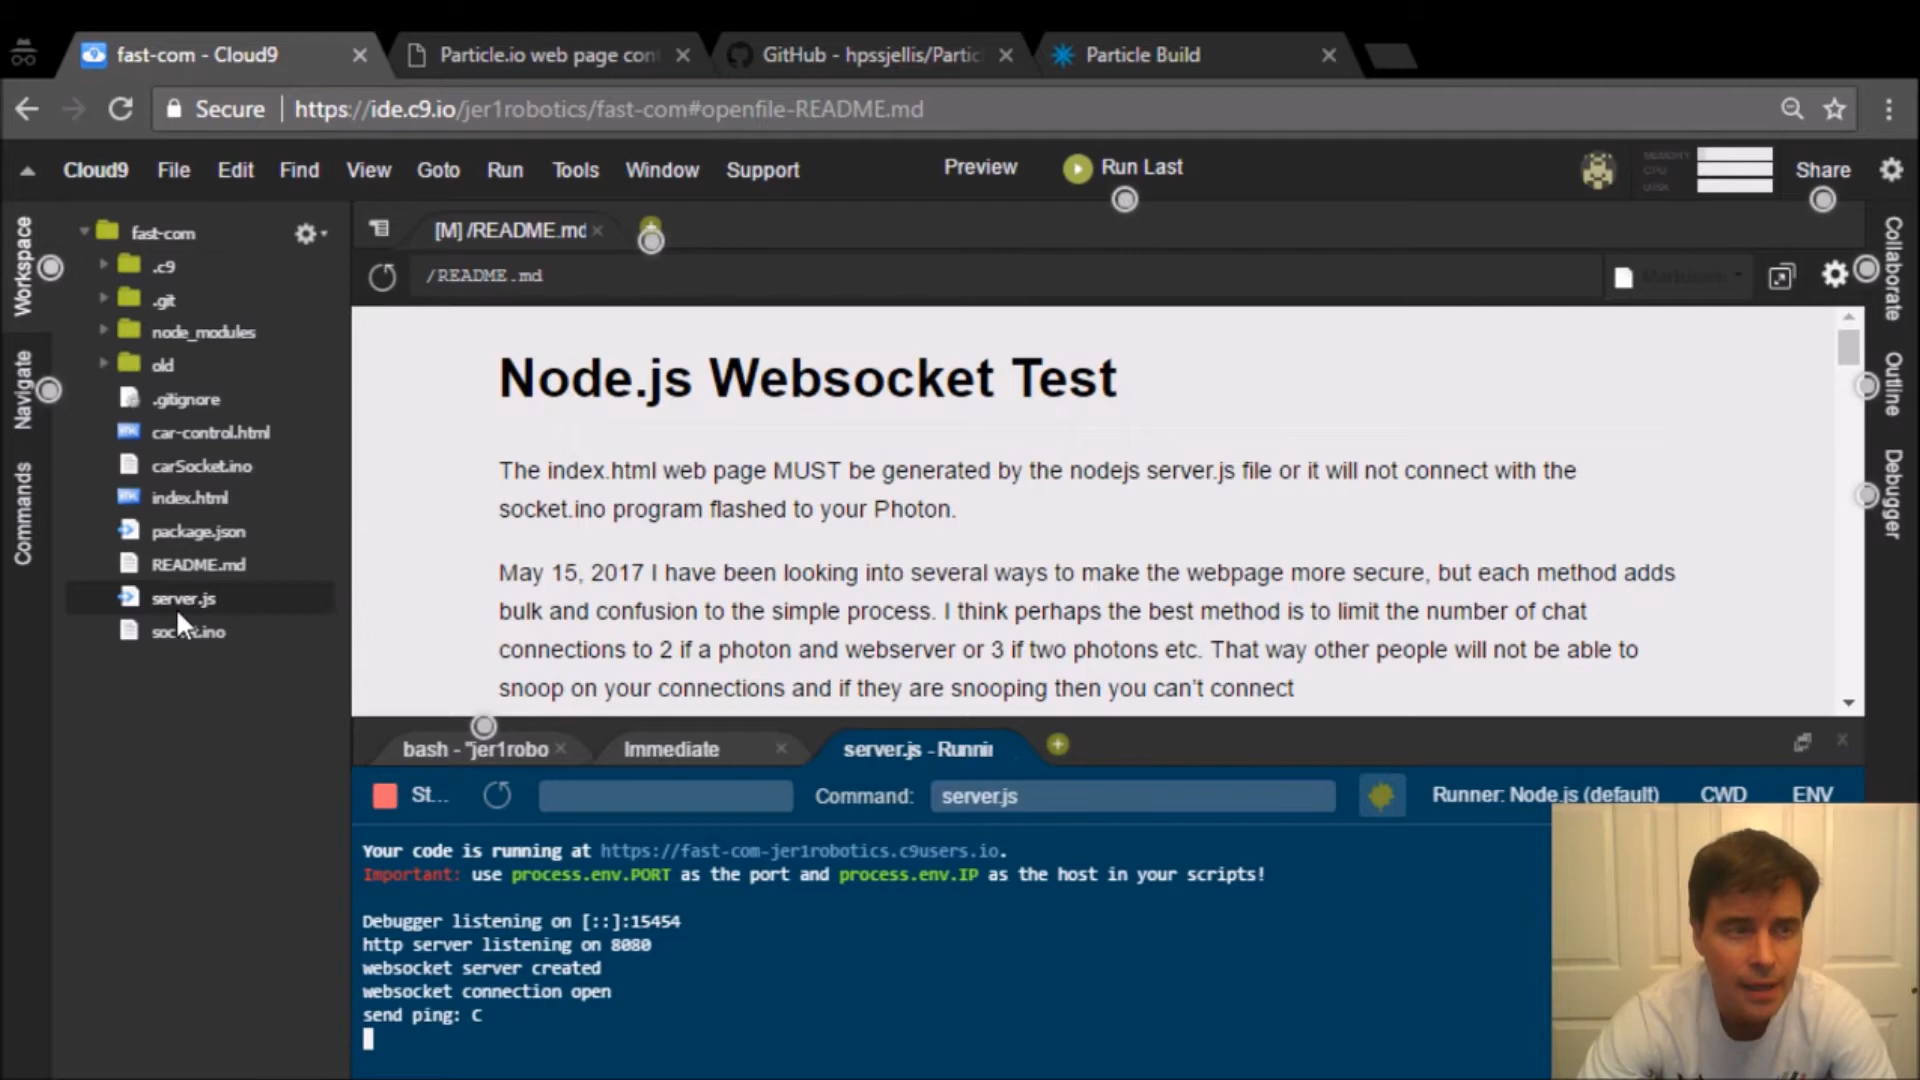 fast-com - Cloud9
Particle.io web page con
GitHub - hpssjellis/Partic
Particle Build
Secure
https://ide.c9.io/jer1robotics/fast-com#openfile-README.md
Cloud9 File Edit Find View Goto Run Tools Window Support Preview Run Last
MEMORY
CPU
DISK
Share
Workspace
Navigate
Commands
fast-com
.c9
.git
node_modules
old
.gitignore
car-control.html
carSocket.ino
index.html
package.json
README.md
server.js
socket.ino
[M] /README.md
/README.md
Markdown
Collaborate
Outline
Debugger
Node.js Websocket Test
The index.html web page MUST be generated by the nodejs server.js file or it will not connect with the
socket.ino program flashed to your Photon.
May 15, 2017 I have been looking into several ways to make the webpage more secure, but each method adds
bulk and confusion to the simple process. I think perhaps the best method is to limit the number of chat
connections to 2 if a photon and webserver or 3 if two photons etc. That way other people will not be able to
snoop on your connections and if they are snooping then you can't connect
bash - "jer1robo
Immediate
server.js - Runnin
St...
Command: server.js
Runner: Node.js (default) CWD ENV
Your code is running at https://fast-com-jer1robotics.c9users.io.
Important: use process.env.PORT as the port and process.env.IP as the host in your scripts!
Debugger listening on [::]:15454
http server listening on 8080
websocket server created
websocket connection open
send ping: C